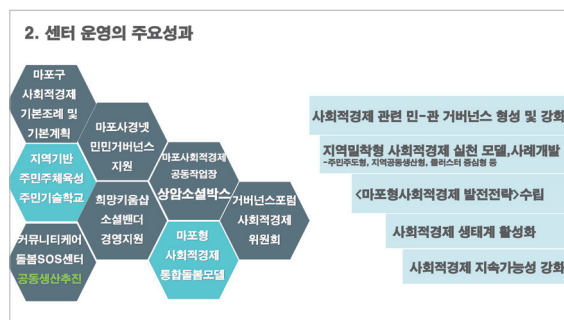 2. 센터 운영의 주요성과
마포구
사회적경제
기본조례 및
기본계획
마포사경넷
민민거버넌스
지원
지역기반
주민주체육성
주민기술학교
마포사회적경제
공동작업장
상암소셜박스
희망키움샵
소셜밴더
경영지원
거버넌스포럼
사회적경제
위원회
커뮤니티케어
돌봄SOS센터
공동생산추진
마포형
사회적경제
통합돌봄모델
사회적경제 관련 민-관 거버넌스 형성 및 강화
지역밀착형 사회적경제 실천 모델,사례개발
-주민주도형, 지역공동생산형, 클러스터 중심형 등
<마포형사회적경제 발전전략>수립
사회적경제 생태계 활성화
사회적경제 지속가능성 강화